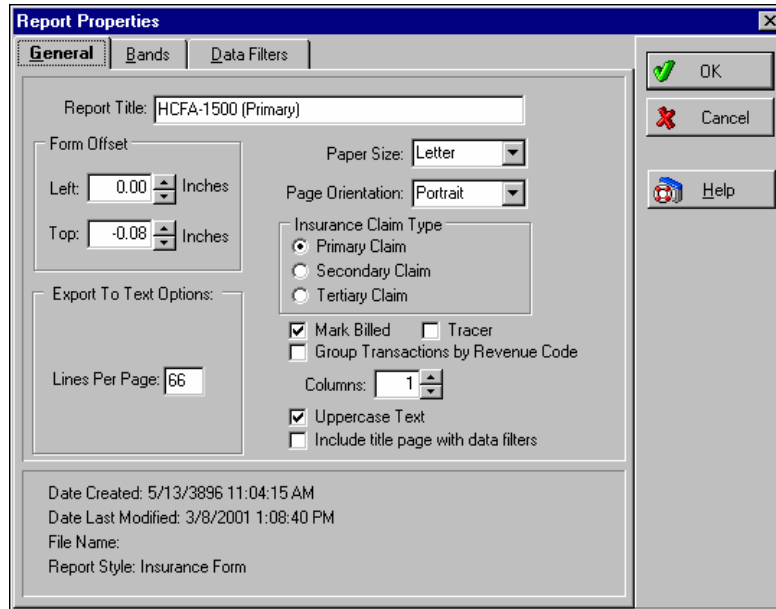 Report Properties
General Bands Data Filters
OK
Cancel
Help
Report Title: HCFA-1500 (Primary)
Form Offset
Left: 0.00 Inches
Top: -0.08 Inches
Paper Size: Letter
Page Orientation: Portrait
Insurance Claim Type
Primary Claim
Secondary Claim
Tertiary Claim
Export To Text Options:
Lines Per Page: 66
Mark Billed Tracer
Group Transactions by Revenue Code
Columns: 1
Uppercase Text
Include title page with data filters
Date Created: 5/13/3896 11:04:15 AM
Date Last Modified: 3/8/2001 1:08:40 PM
File Name:
Report Style: Insurance Form